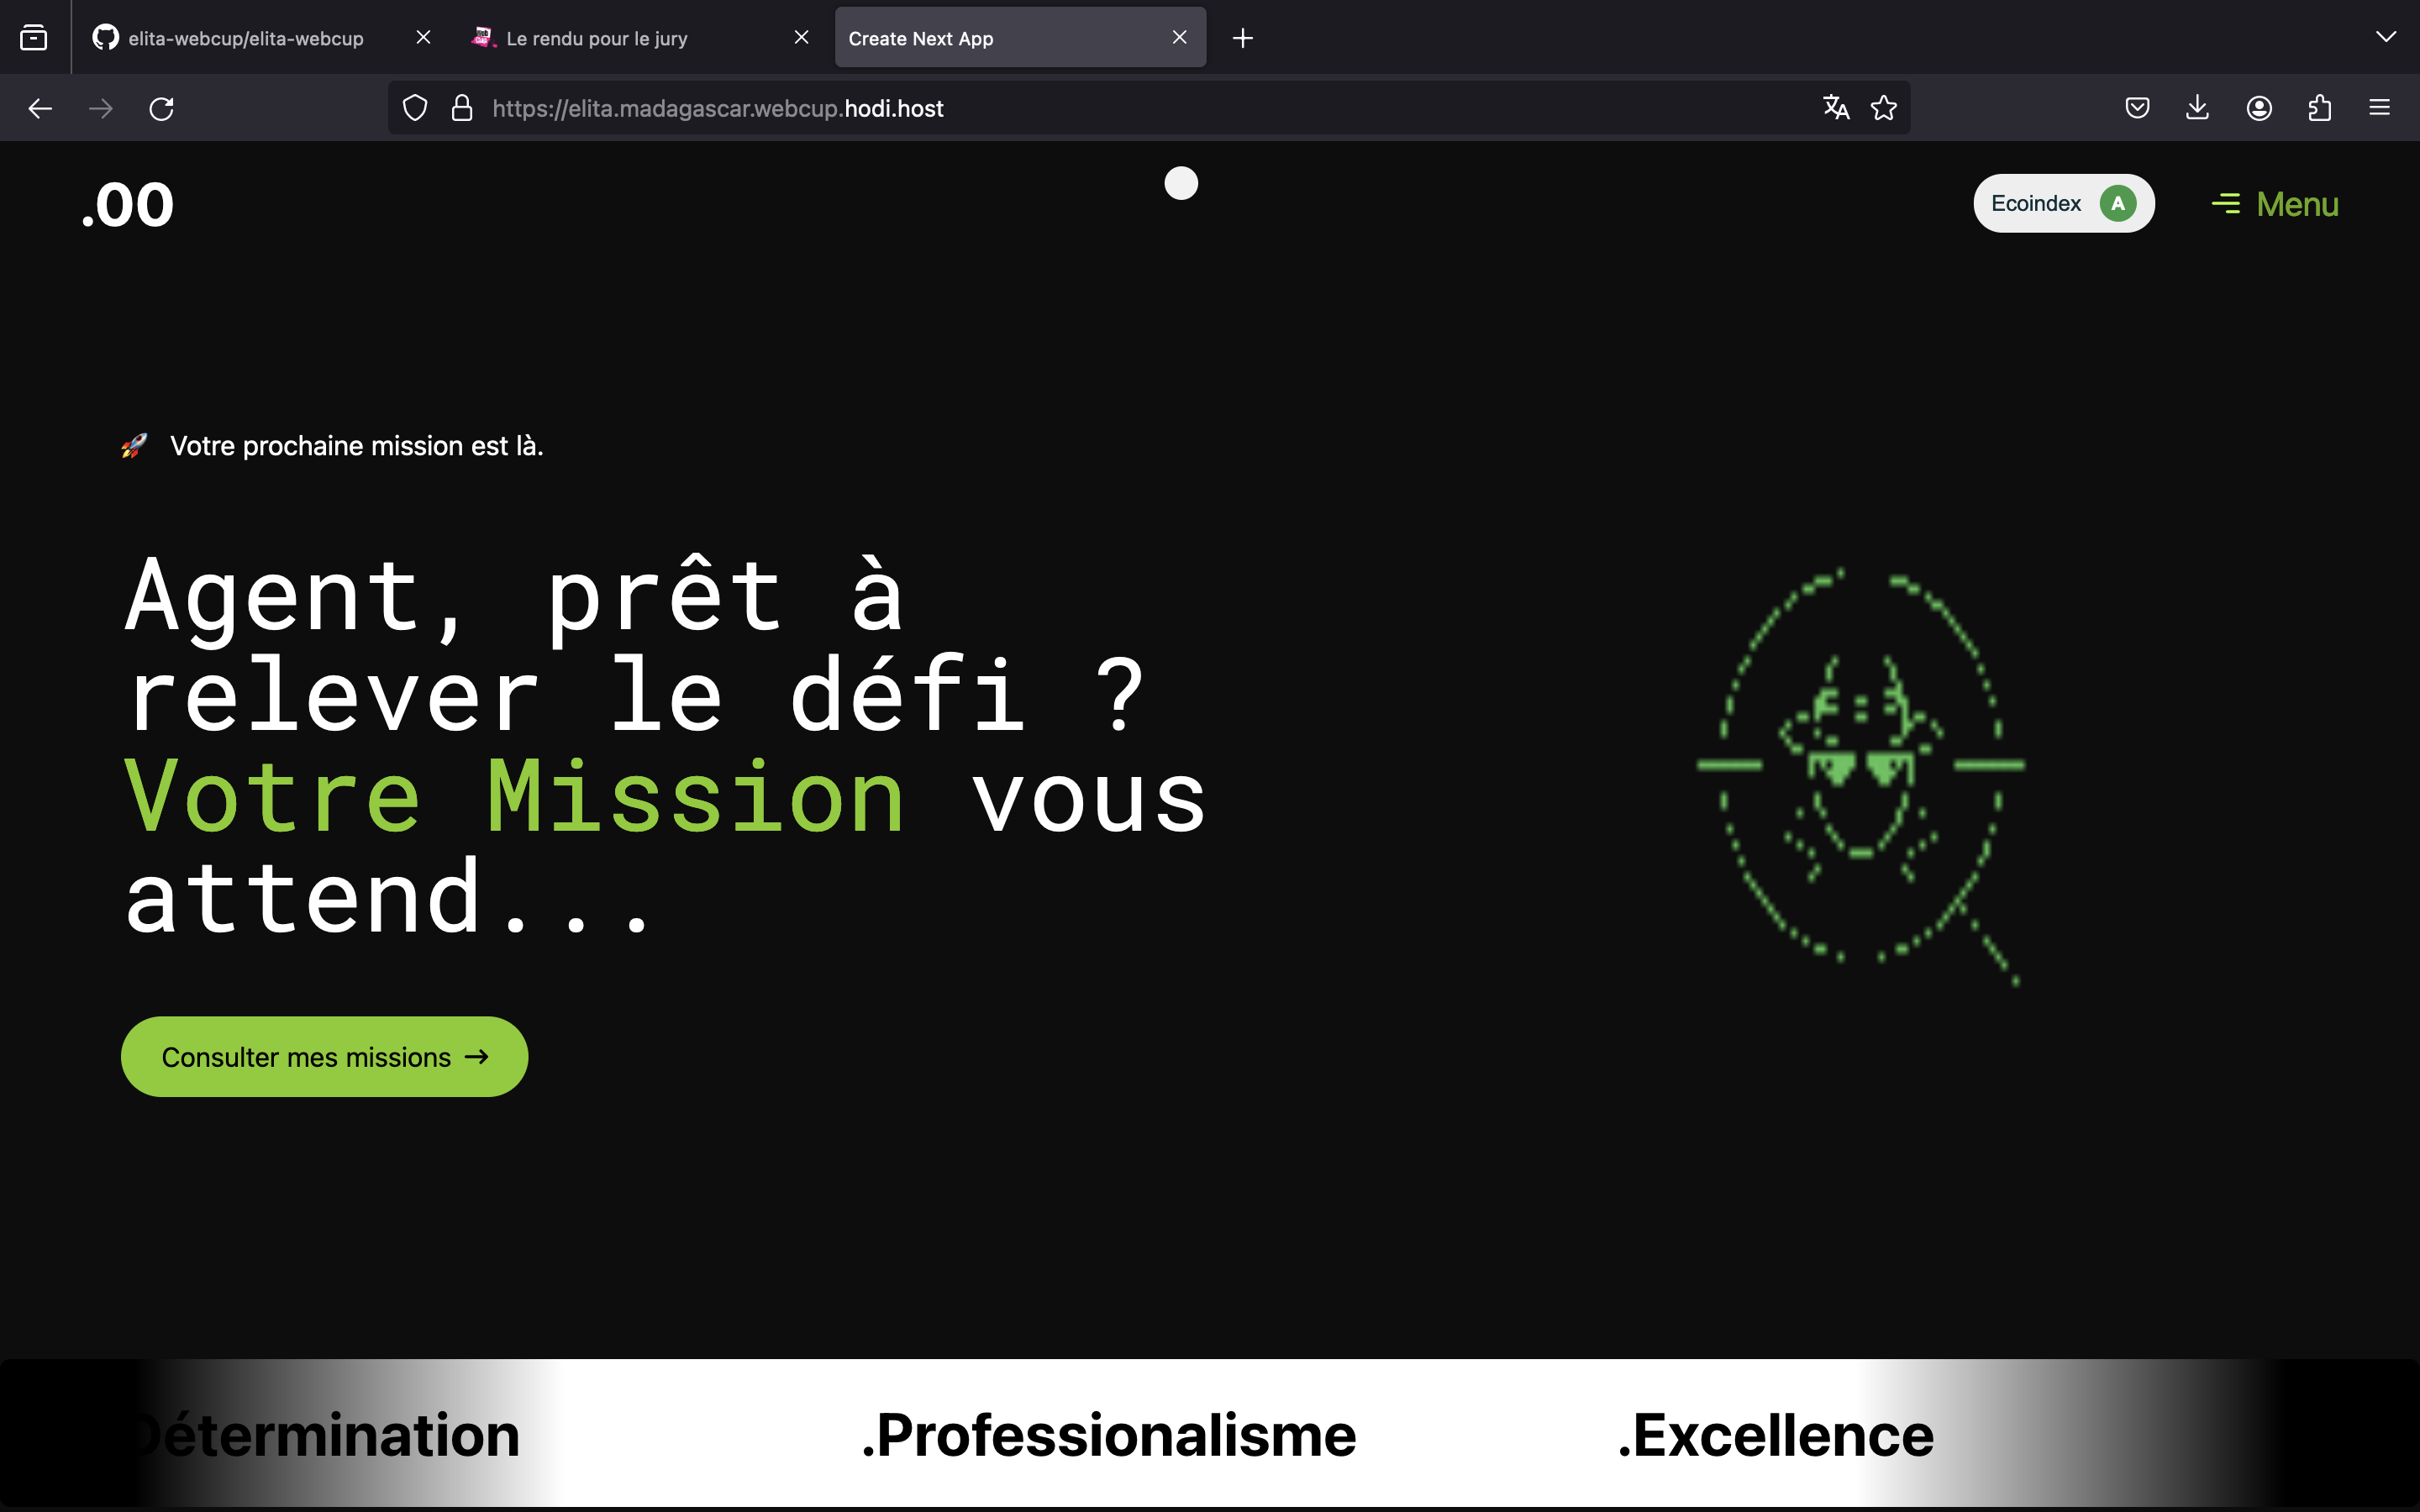 elita-webcup/elita-webcup
Le rendu pour le jury
Create Next App
https://elita.madagascar.webcup.hodi.host
.00
Ecoindex A
Menu
🚀 Votre prochaine mission est là.
Agent, prêt à
relever le défi ?
Votre Mission vous
attend...
Consulter mes missions →
Détermination
.Professionalisme
.Excellence